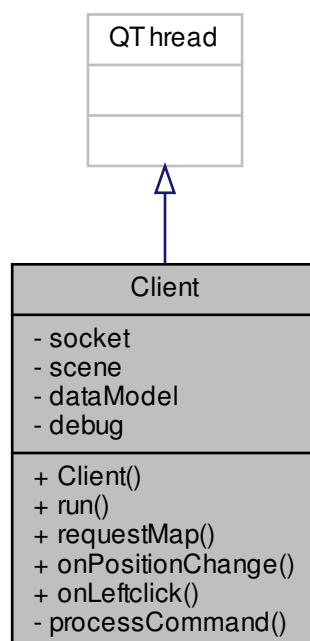 QThread
Client
- socket
- scene
- dataModel
- debug
+ Client()
+ run()
+ requestMap()
+ onPositionChange()
+ onLeftclick()
- processCommand()